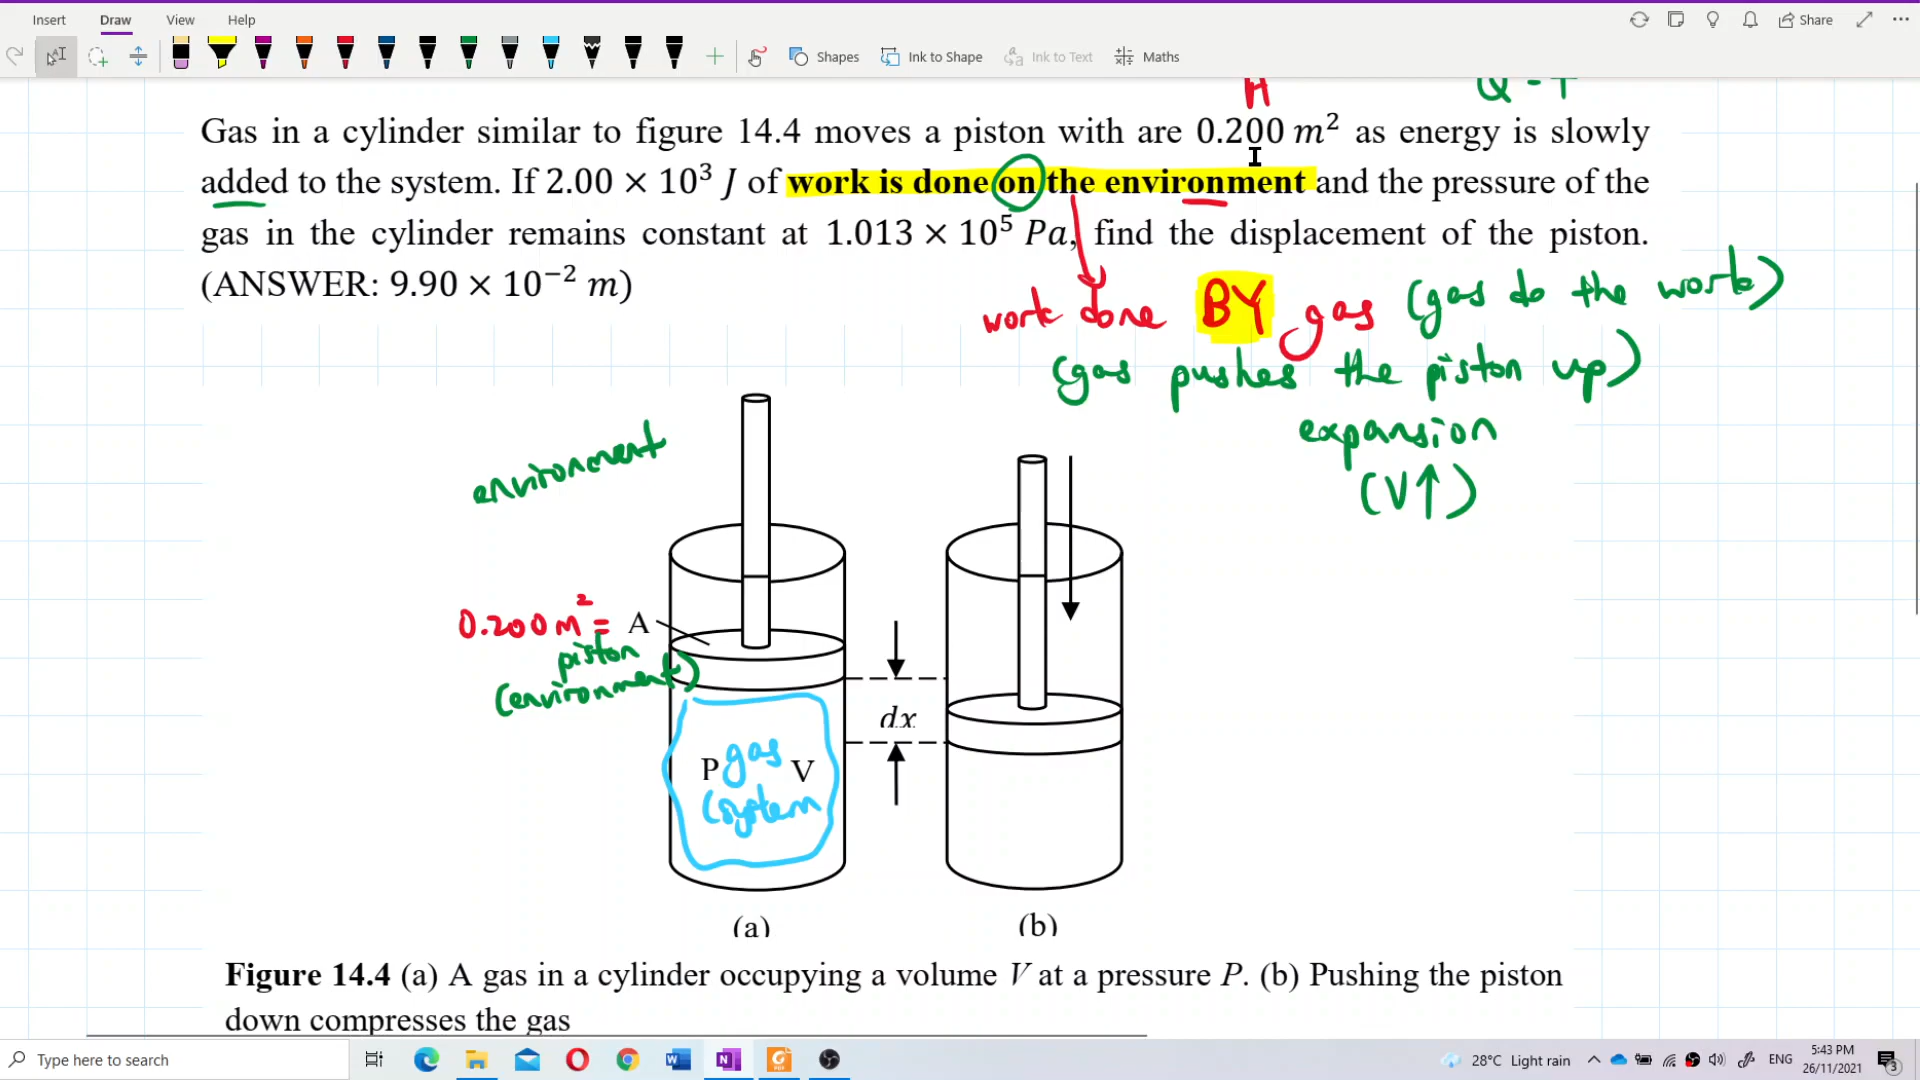 Insert Draw View Help
Share
Shapes Ink to Shape Ink to Text Maths
A
Gas in a cylinder similar to figure 14.4 moves a piston with are 0.200 m² as energy is slowly
added to the system. If 2.00 × 10³ J of work is done on the environment and the pressure of the
gas in the cylinder remains constant at 1.013 × 10⁵ Pa, find the displacement of the piston.
(ANSWER: 9.90 × 10⁻² m)
work done BY gas (gas do the work)
(gas pushes the piston up)
expansion
(V↑)
environment
0.200m² = A
piston
(environment)
dx
P gas V
(system
(a) (b)
Figure 14.4 (a) A gas in a cylinder occupying a volume V at a pressure P. (b) Pushing the piston
down compresses the gas
Type here to search
28°C Light rain
ENG
5:43 PM
26/11/2021
3